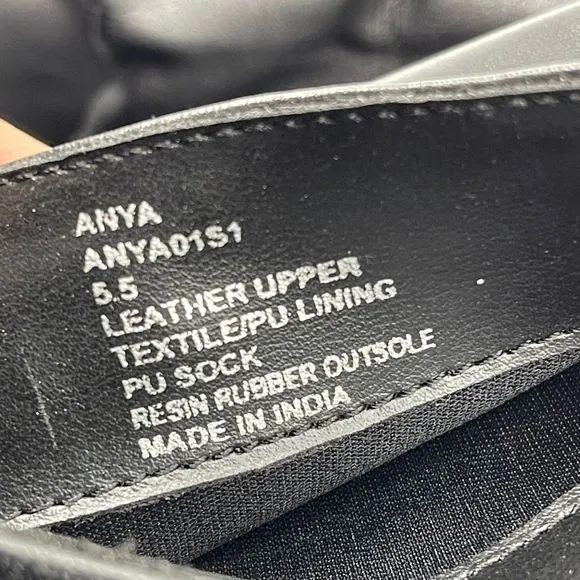 ANYA
ANYA01S1
5.5
LEATHER UPPER
TEXTILE/PU LINING
PU SOCK
RESIN RUBBER OUTSOLE
MADE IN INDIA